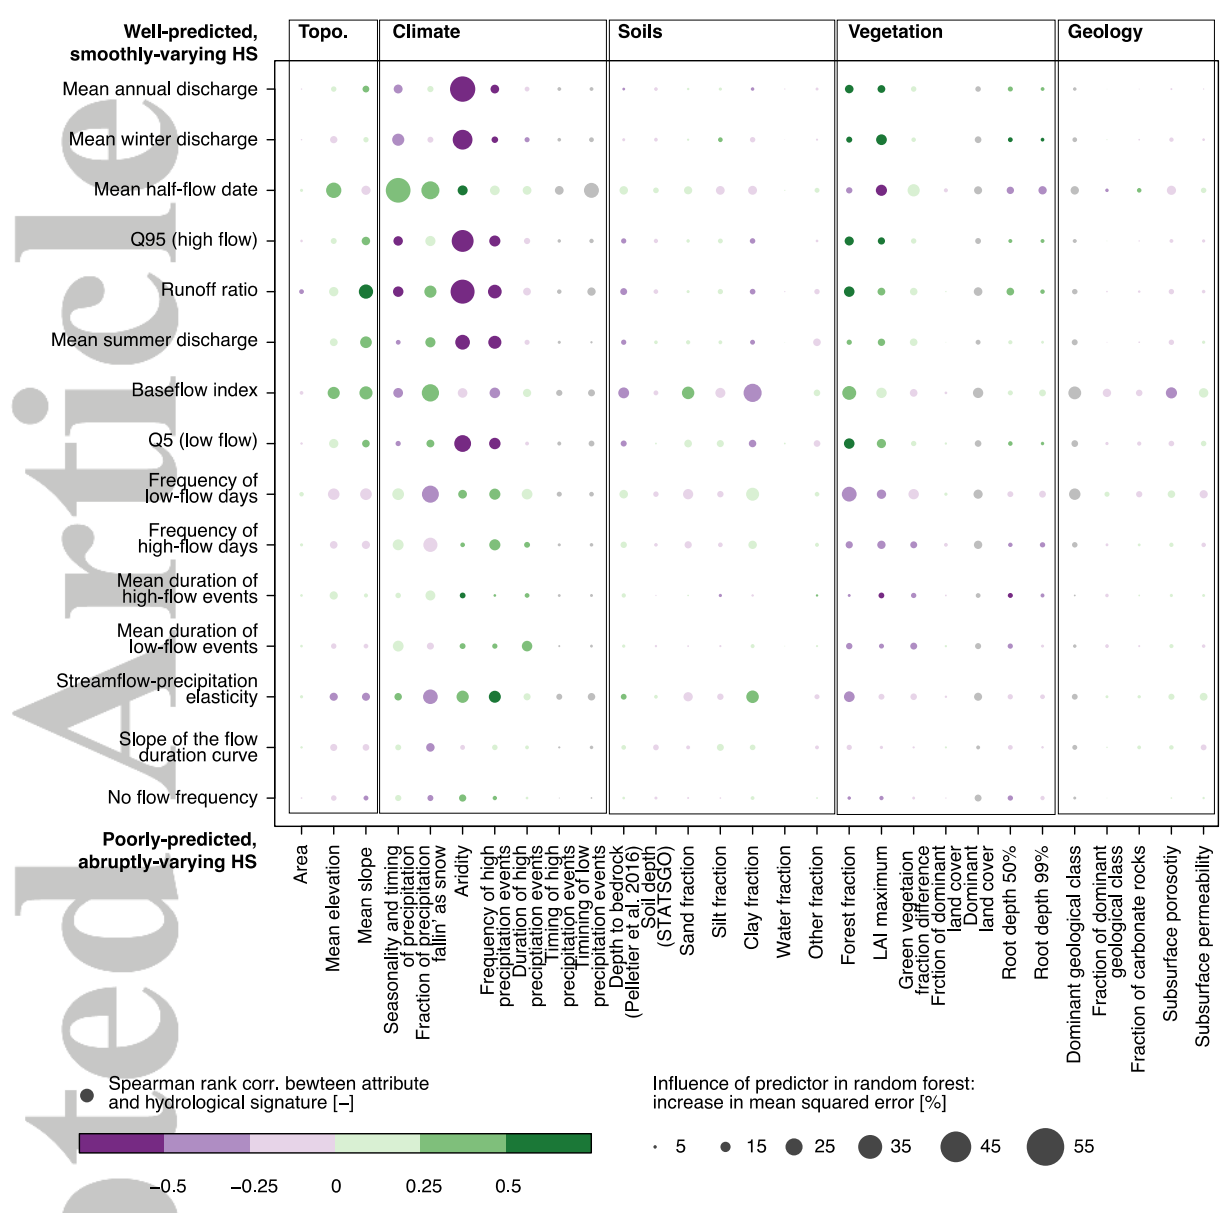 Well-predicted,
smoothly-varying HS
Topo.
Climate
Soils
Vegetation
Geology
Mean annual discharge
Mean winter discharge
Mean half-flow date
Q95 (high flow)
Runoff ratio
Mean summer discharge
Baseflow index
Q5 (low flow)
Frequency of
low-flow days
Frequency of
high-flow days
Mean duration of
high-flow events
Mean duration of
low-flow events
Streamflow-precipitation
elasticity
Slope of the flow
duration curve
No flow frequency
Poorly-predicted,
abruptly-varying HS
Area
Mean elevation
Mean slope
Seasonality and timing
of precipitation
Fraction of precipitation
fallin' as snow
Aridity
Frequency of high
precipitation events
Duration of high
preciptiation events
Timing of high
precipitation events
Timining of low
precipitation events
Depth to bedrock
(Pelletier et al. 2016)
Soil depth
(STATSGO)
Sand fraction
Silt fraction
Clay fraction
Water fraction
Other fraction
Forest fraction
LAI maximum
Green vegetaion
fraction difference
Frction of dominant
land cover
Dominant
land cover
Root depth 50%
Root depth 99%
Dominant geological class
Fraction of dominant
geological class
Fraction of carbonate rocks
Subsurface porosotiy
Subsurface permeability
Spearman rank corr. bewteen attribute
and hydrological signature [–]
−0.5
−0.25
0
0.25
0.5
Influence of predictor in random forest:
increase in mean squared error [%]
5
15
25
35
45
55
ted Article